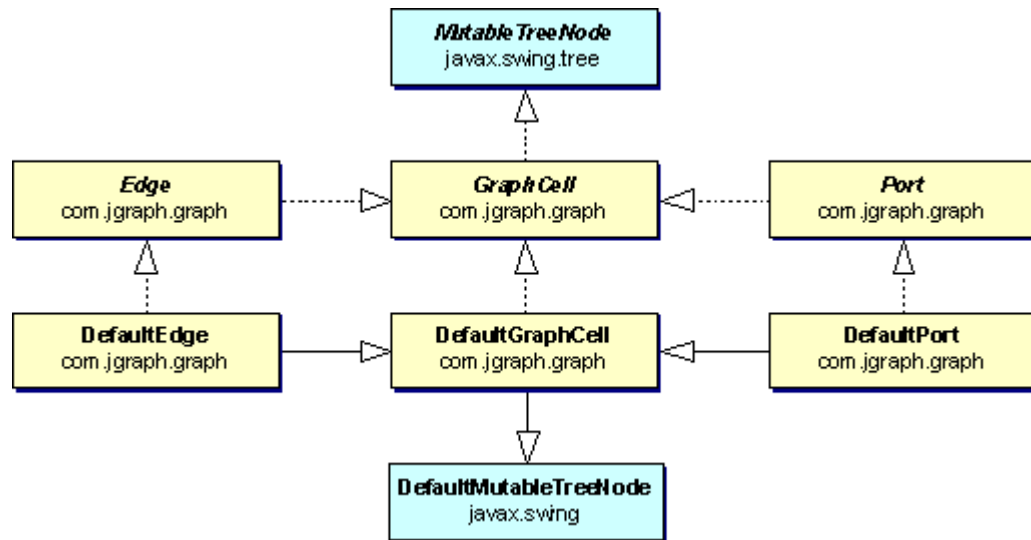 MutableTreeNode
javax.swing.tree
Edge
com.jgraph.graph
GraphCell
com.jgraph.graph
Port
com.jgraph.graph
DefaultEdge
com.jgraph.graph
DefaultGraphCell
com.jgraph.graph
DefaultPort
com.jgraph.graph
DefaultMutableTreeNode
javax.swing